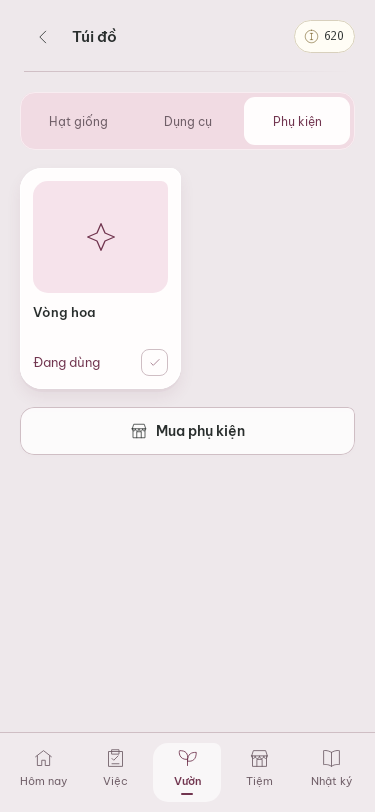 Túi đồ
620
Hạt giống
Dụng cụ
Phụ kiện
Vòng hoa
Đang dùng
Mua phụ kiện
Hôm nay
Việc
Vườn
Tiệm
Nhật ký